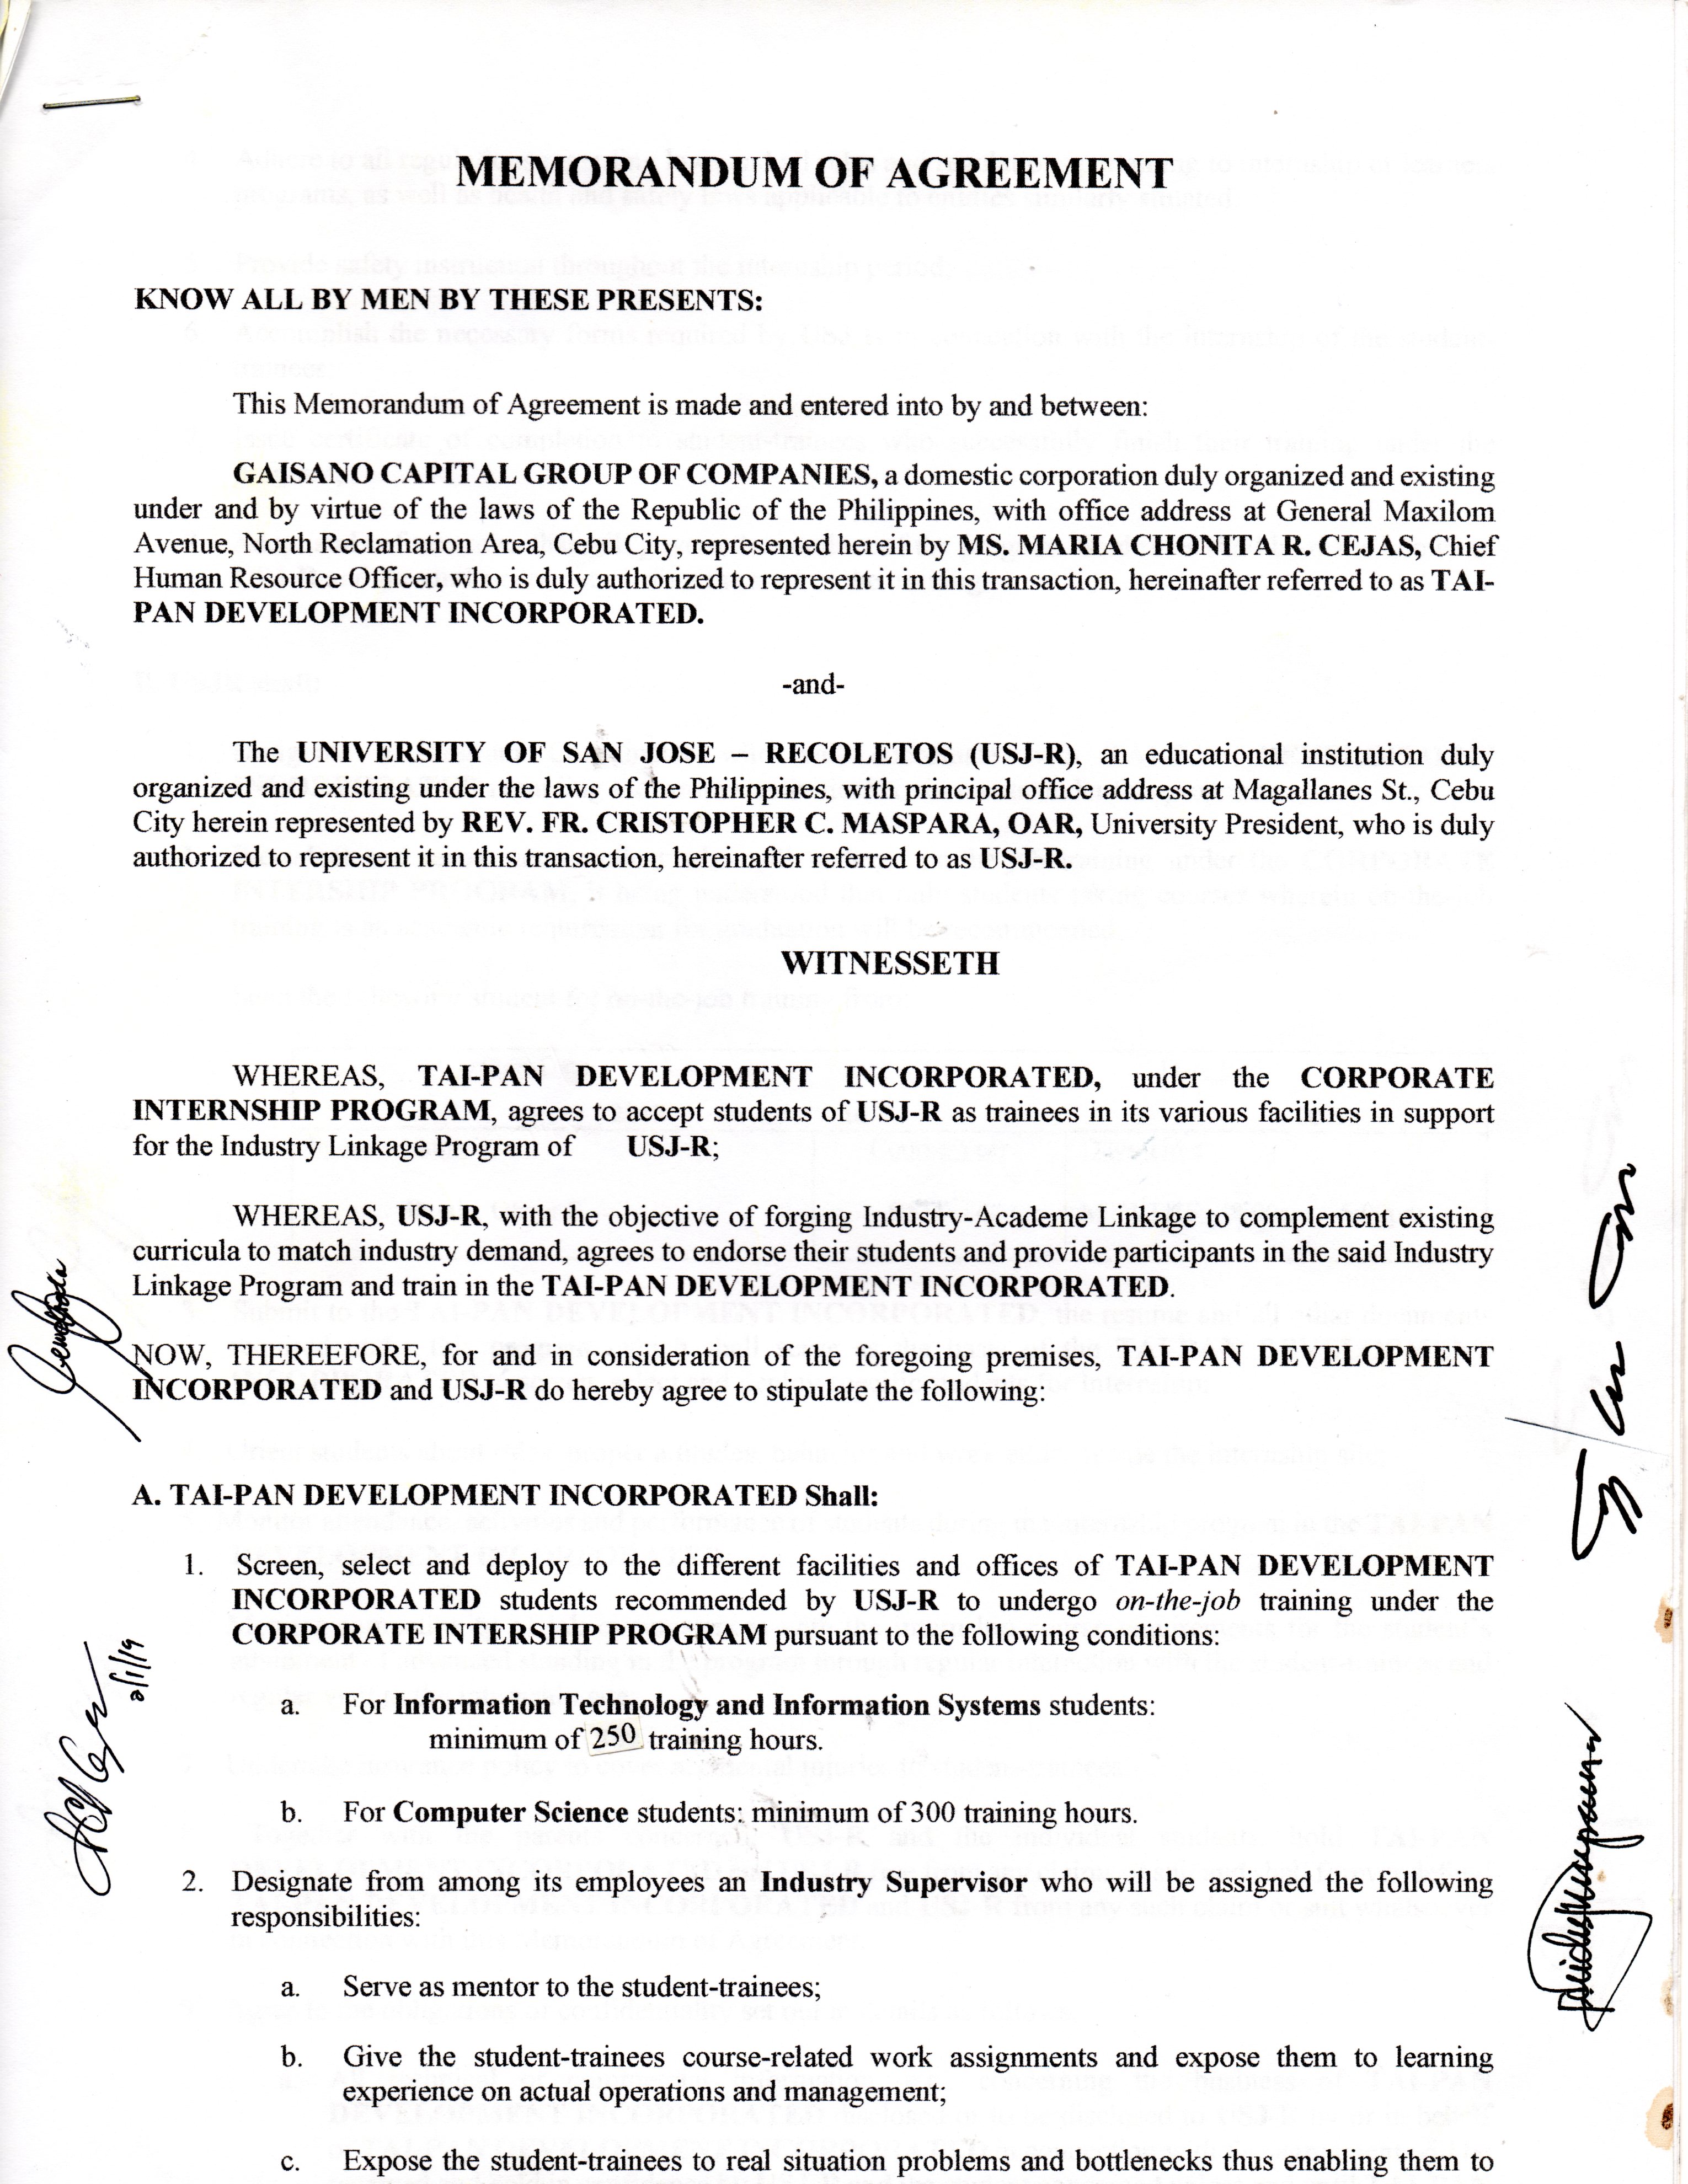 MEMORANDUM OF AGREEMENT
KNOW ALL BY MEN BY THESE PRESENTS:
This Memorandum of Agreement is made and entered into by and between:
GAISANO CAPITAL GROUP OF COMPANIES, a domestic corporation duly organized and existing
under and by virtue of the laws of the Republic of the Philippines, with office address at General Maxilom
Avenue, North Reclamation Area, Cebu City, represented herein by MS. MARIA CHONITA R. CEJAS, Chief
Human Resource Officer, who is duly authorized to represent it in this transaction, hereinafter referred to as TAI-
PAN DEVELOPMENT INCORPORATED.
-and-
The UNIVERSITY OF SAN JOSE – RECOLETOS (USJ-R), an educational institution duly
organized and existing under the laws of the Philippines, with principal office address at Magallanes St., Cebu
City herein represented by REV. FR. CRISTOPHER C. MASPARA, OAR, University President, who is duly
authorized to represent it in this transaction, hereinafter referred to as USJ-R.
WITNESSETH
WHEREAS, TAI-PAN DEVELOPMENT INCORPORATED, under the CORPORATE
INTERNSHIP PROGRAM, agrees to accept students of USJ-R as trainees in its various facilities in support
for the Industry Linkage Program of USJ-R;
WHEREAS, USJ-R, with the objective of forging Industry-Academe Linkage to complement existing
curricula to match industry demand, agrees to endorse their students and provide participants in the said Industry
Linkage Program and train in the TAI-PAN DEVELOPMENT INCORPORATED.
NOW, THEREEFORE, for and in consideration of the foregoing premises, TAI-PAN DEVELOPMENT
INCORPORATED and USJ-R do hereby agree to stipulate the following:
A. TAI-PAN DEVELOPMENT INCORPORATED Shall:
1. Screen, select and deploy to the different facilities and offices of TAI-PAN DEVELOPMENT
INCORPORATED students recommended by USJ-R to undergo on-the-job training under the
CORPORATE INTERSHIP PROGRAM pursuant to the following conditions:
a. For Information Technology and Information Systems students:
minimum of 250 training hours.
b. For Computer Science students: minimum of 300 training hours.
2. Designate from among its employees an Industry Supervisor who will be assigned the following
responsibilities:
a. Serve as mentor to the student-trainees;
b. Give the student-trainees course-related work assignments and expose them to learning
experience on actual operations and management;
c. Expose the student-trainees to real situation problems and bottlenecks thus enabling them to
2/1/19